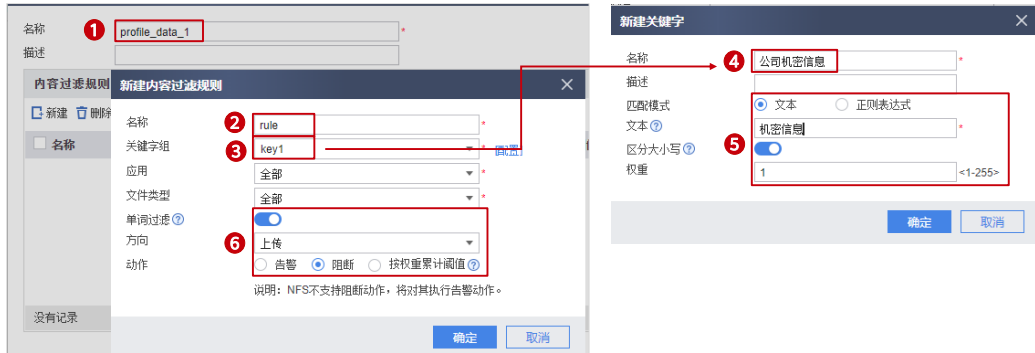 名称 1 profile_data_1 *
描述
内容过滤规则
新建 删除
名称
没有记录
新建内容过滤规则
名称 2 rule *
关键字组 3 key1 * [配置]
应用 全部 *
文件类型 全部 *
单词过滤
方向 6 上传
动作 告警 阻断 按权重累计阈值
说明：NFS不支持阻断动作，将对其执行告警动作。
确定 取消
新建关键字
名称 4 公司机密信息 *
描述
匹配模式 文本 正则表达式
文本 机密信息 *
区分大小写 5
权重 1 <1-255>
确定 取消